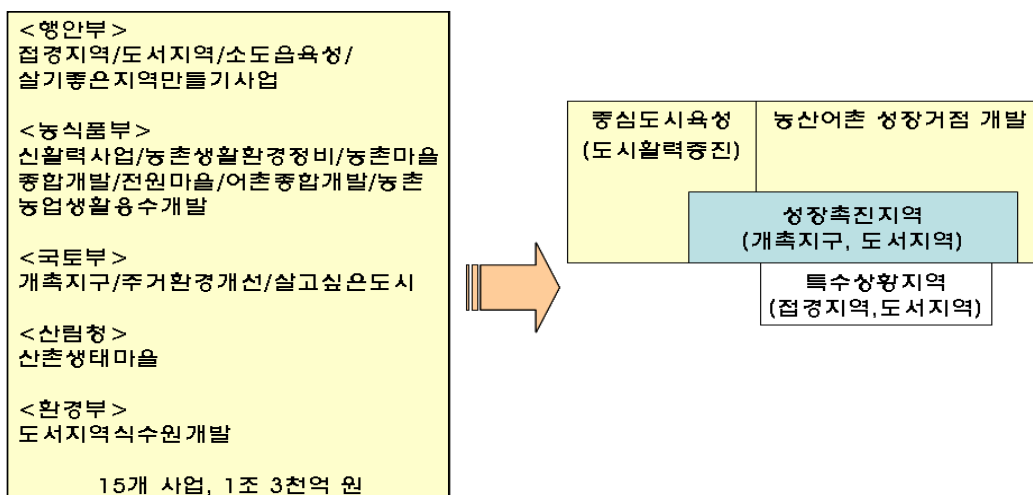 <행안부>
접경지역/도서지역/소도읍육성/
살기좋은지역만들기사업
<농식품부>
신활력사업/농촌생활환경정비/농촌마을
종합개발/전원마을/어촌종합개발/농촌
농업생활용수개발
<국토부>
개촉지구/주거환경개선/살고싶은도시
<산림청>
산촌생태마을
<환경부>
도서지역식수원개발
15개 사업, 1조 3천억 원
중심도시육성
(도시활력증진)
농산어촌 성장거점 개발
성장촉진지역
(개촉지구, 도서지역)
특수상황지역
(접경지역,도서지역)